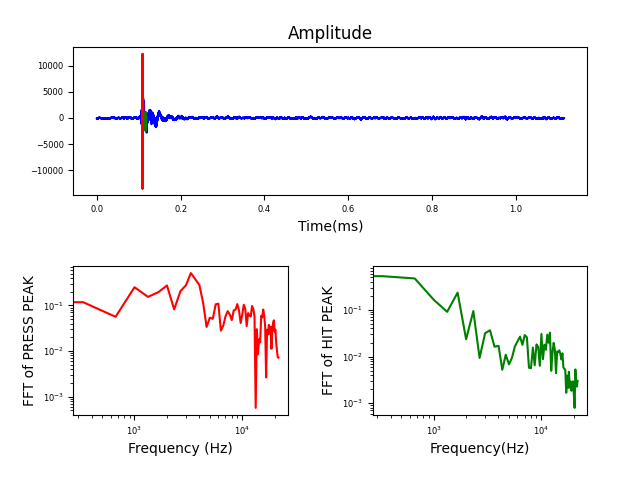 Amplitude
10000
5000
0
−5000
−10000
0.0 0.2 0.4 0.6 0.8 1.0
Time(ms)
FFT of PRESS PEAK
10⁻¹
10⁻²
10⁻³
10³ 10⁴
Frequency (Hz)
FFT of HIT PEAK
10⁻¹
10⁻²
10⁻³
10³ 10⁴
Frequency(Hz)